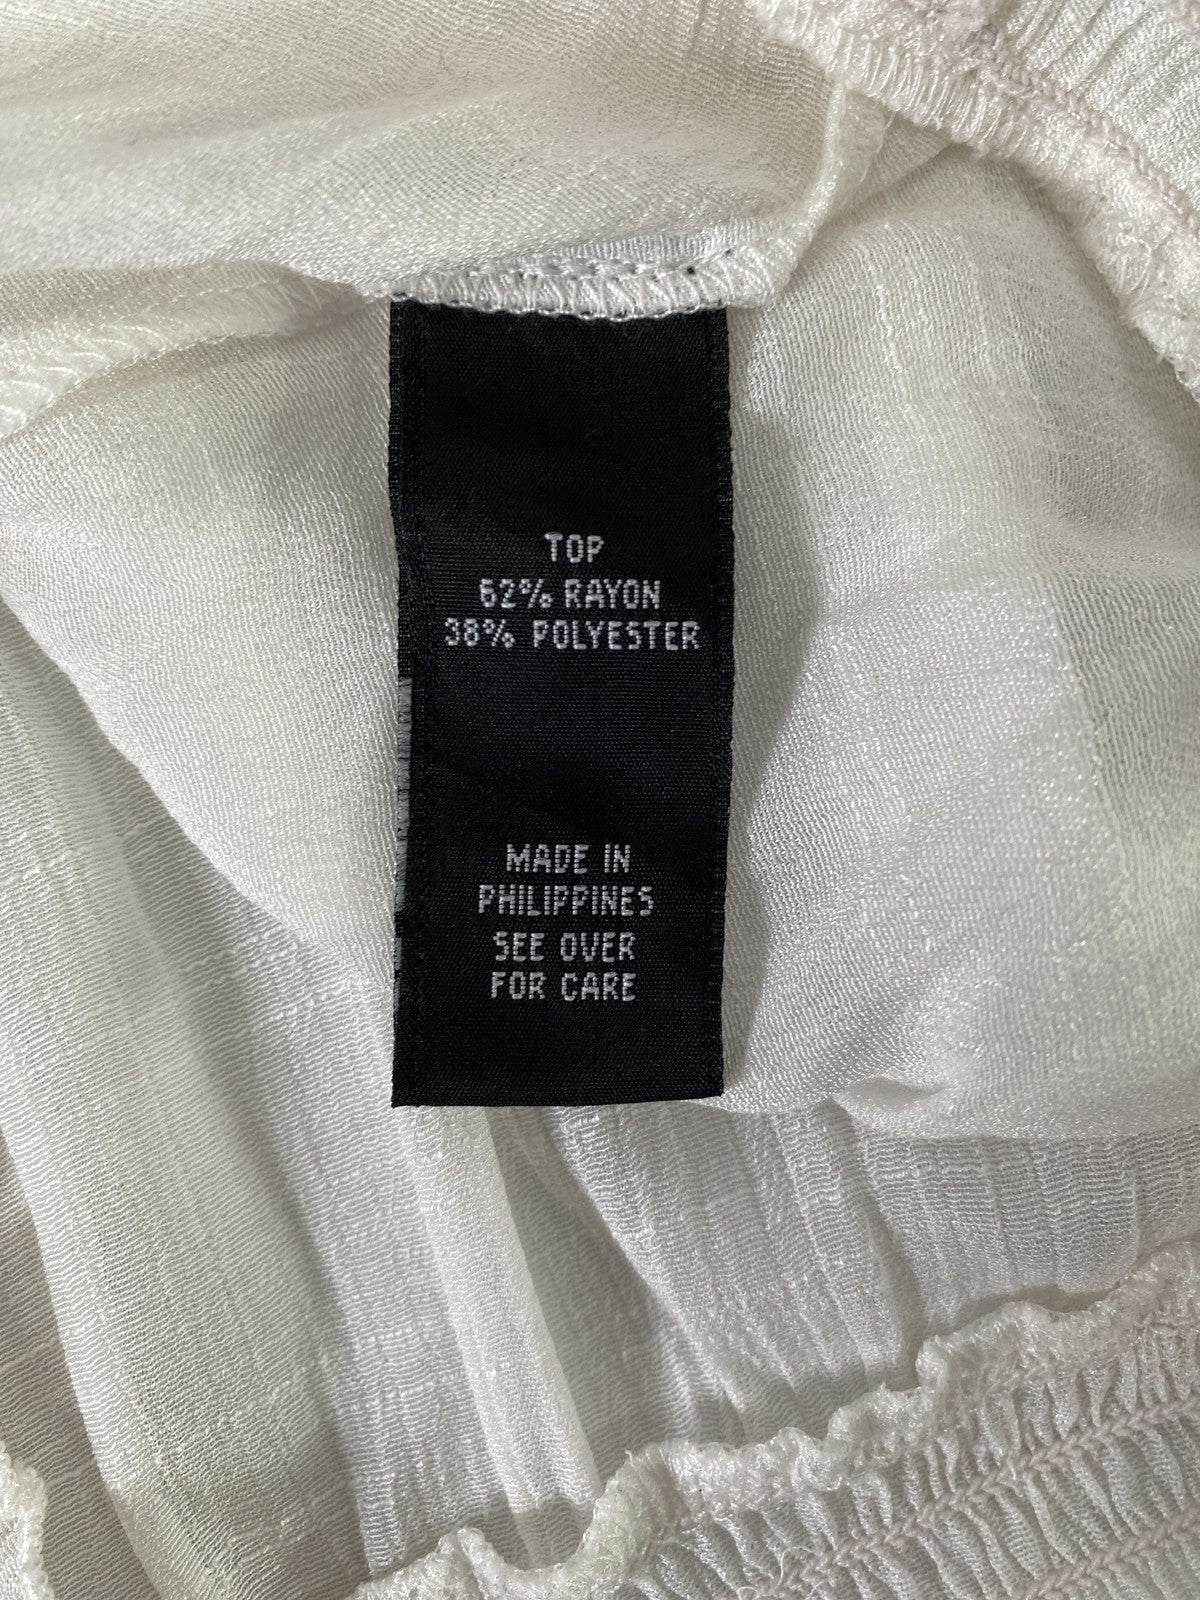 TOP
62% RAYON
38% POLYESTER
MADE IN
PHILIPPINES
SEE OVER
FOR CARE